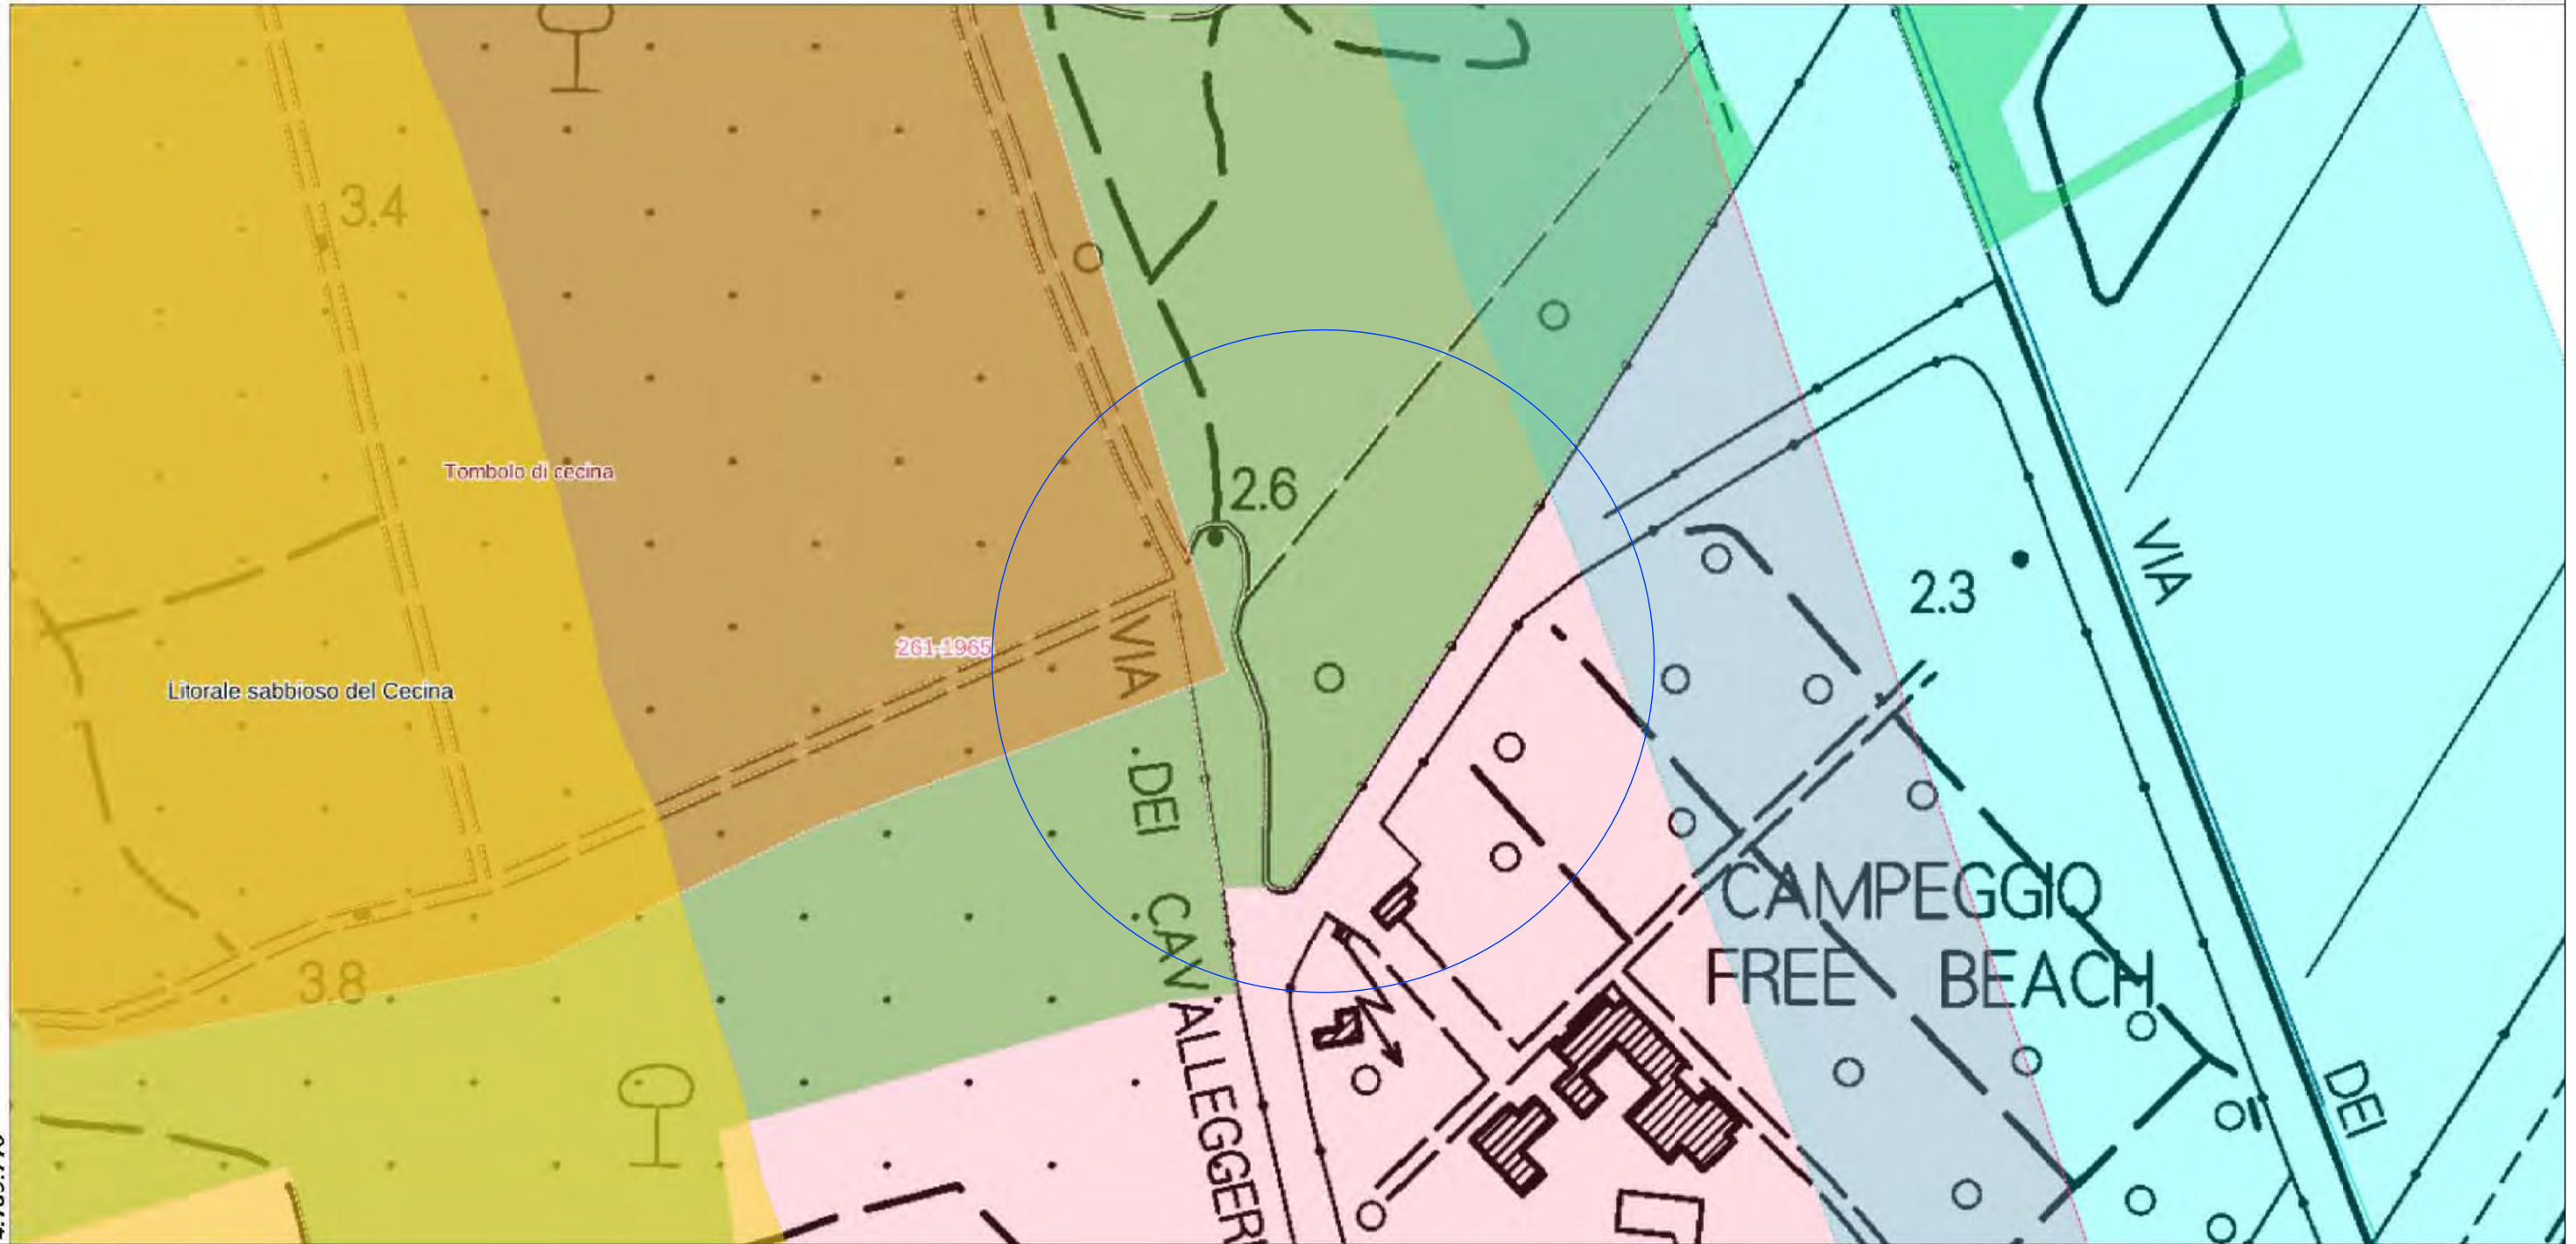 3.4
Tombolo di cecina
2.6
261-1965
Litorale sabbioso del Cecina
2.3
VIA
VIA
DEI
CAVALLEGGERI
CAMPEGGIO
FREE BEACH
3.8
DEI